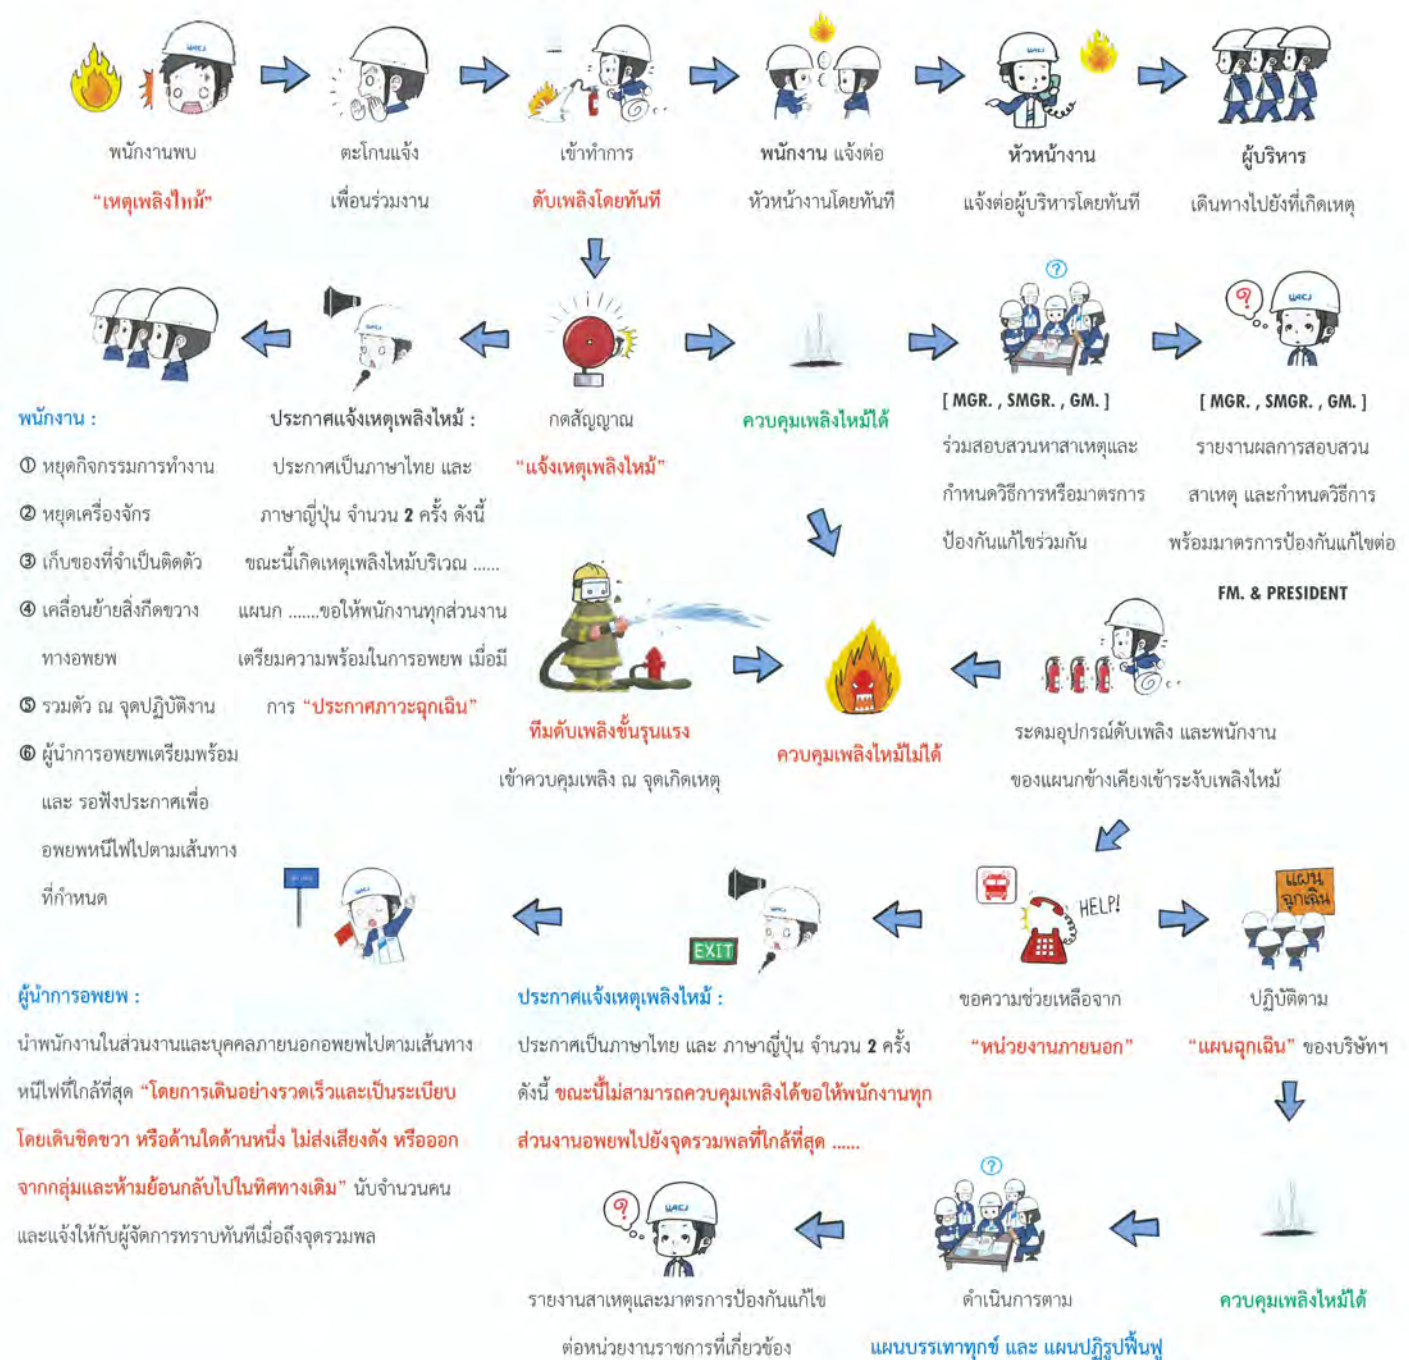 พนักงานพบ
“เหตุเพลิงไหม้”
ตะโกนแจ้ง
เพื่อนร่วมงาน
เข้าทำการ
ดับเพลิงโดยทันที
พนักงาน แจ้งต่อ
หัวหน้างานโดยทันที
หัวหน้างาน
แจ้งต่อผู้บริหารโดยทันที
ผู้บริหาร
เดินทางไปยังที่เกิดเหตุ
พนักงาน :
① หยุดกิจกรรมการทำงาน
② หยุดเครื่องจักร
③ เก็บของที่จำเป็นติดตัว
④ เคลื่อนย้ายสิ่งกีดขวาง
ทางอพยพ
⑤ รวมตัว ณ จุดปฏิบัติงาน
⑥ ผู้นำการอพยพเตรียมพร้อม
และ รอฟังประกาศเพื่อ
อพยพหนีไฟไปตามเส้นทาง
ที่กำหนด
ประกาศแจ้งเหตุเพลิงไหม้ :
ประกาศเป็นภาษาไทย และ
ภาษาญี่ปุ่น จำนวน 2 ครั้ง ดังนี้
ขณะนี้เกิดเหตุเพลิงไหม้บริเวณ ......
แผนก .......ขอให้พนักงานทุกส่วนงาน
เตรียมความพร้อมในการอพยพ เมื่อมี
การ “ประกาศภาวะฉุกเฉิน”
กดสัญญาณ
“แจ้งเหตุเพลิงไหม้”
ควบคุมเพลิงไหม้ได้
[ MGR. , SMGR. , GM. ]
ร่วมสอบสวนหาสาเหตุและ
กำหนดวิธีการหรือมาตรการ
ป้องกันแก้ไขร่วมกัน
UACJ
[ MGR. , SMGR. , GM. ]
รายงานผลการสอบสวน
สาเหตุ และกำหนดวิธีการ
พร้อมมาตรการป้องกันแก้ไขต่อ
FM. & PRESIDENT
ทีมดับเพลิงขั้นรุนแรง
เข้าควบคุมเพลิง ณ จุดเกิดเหตุ
ควบคุมเพลิงไหม้ไม่ได้
ระดมอุปกรณ์ดับเพลิง และพนักงาน
ของแผนกข้างเคียงเข้าระงับเพลิงไหม้
ผู้นำการอพยพ :
นำพนักงานในส่วนงานและบุคคลภายนอกอพยพไปตามเส้นทาง
หนีไฟที่ใกล้ที่สุด “โดยการเดินอย่างรวดเร็วและเป็นระเบียบ
โดยเดินชิดขวา หรือด้านใดด้านหนึ่ง ไม่ส่งเสียงดัง หรือออก
จากกลุ่มและห้ามย้อนกลับไปในทิศทางเดิม” นับจำนวนคน
และแจ้งให้กับผู้จัดการทราบทันทีเมื่อถึงจุดรวมพล
EXIT
ประกาศแจ้งเหตุเพลิงไหม้ :
ประกาศเป็นภาษาไทย และ ภาษาญี่ปุ่น จำนวน 2 ครั้ง
ดังนี้ ขณะนี้ไม่สามารถควบคุมเพลิงได้ขอให้พนักงานทุก
ส่วนงานอพยพไปยังจุดรวมพลที่ใกล้ที่สุด ......
HELP!
ขอความช่วยเหลือจาก
“หน่วยงานภายนอก”
แผน
ฉุกเฉิน
ปฏิบัติตาม
“แผนฉุกเฉิน” ของบริษัทฯ
UACJ
รายงานสาเหตุและมาตรการป้องกันแก้ไข
ต่อหน่วยงานราชการที่เกี่ยวข้อง
ดำเนินการตาม
แผนบรรเทาทุกข์ และ แผนปฏิรูปฟื้นฟู
ควบคุมเพลิงไหม้ได้